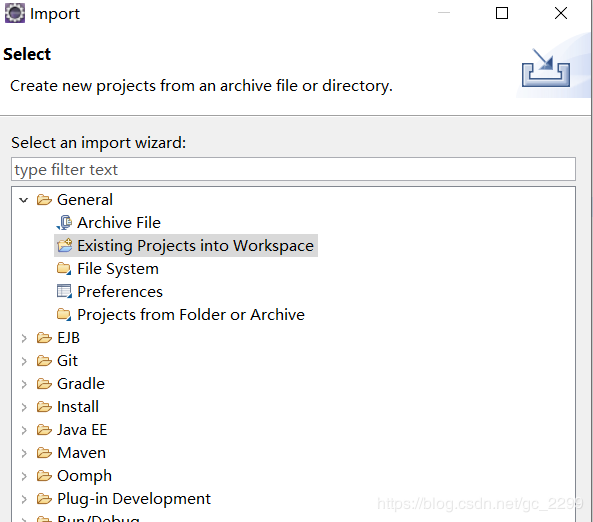 Import
Select
Create new projects from an archive file or directory.
Select an import wizard:
type filter text
General
Archive File
Existing Projects into Workspace
File System
Preferences
Projects from Folder or Archive
EJB
Git
Gradle
Install
Java EE
Maven
Oomph
Plug-in Development
https://blog.csdn.net/gc_2299
Run/Debug